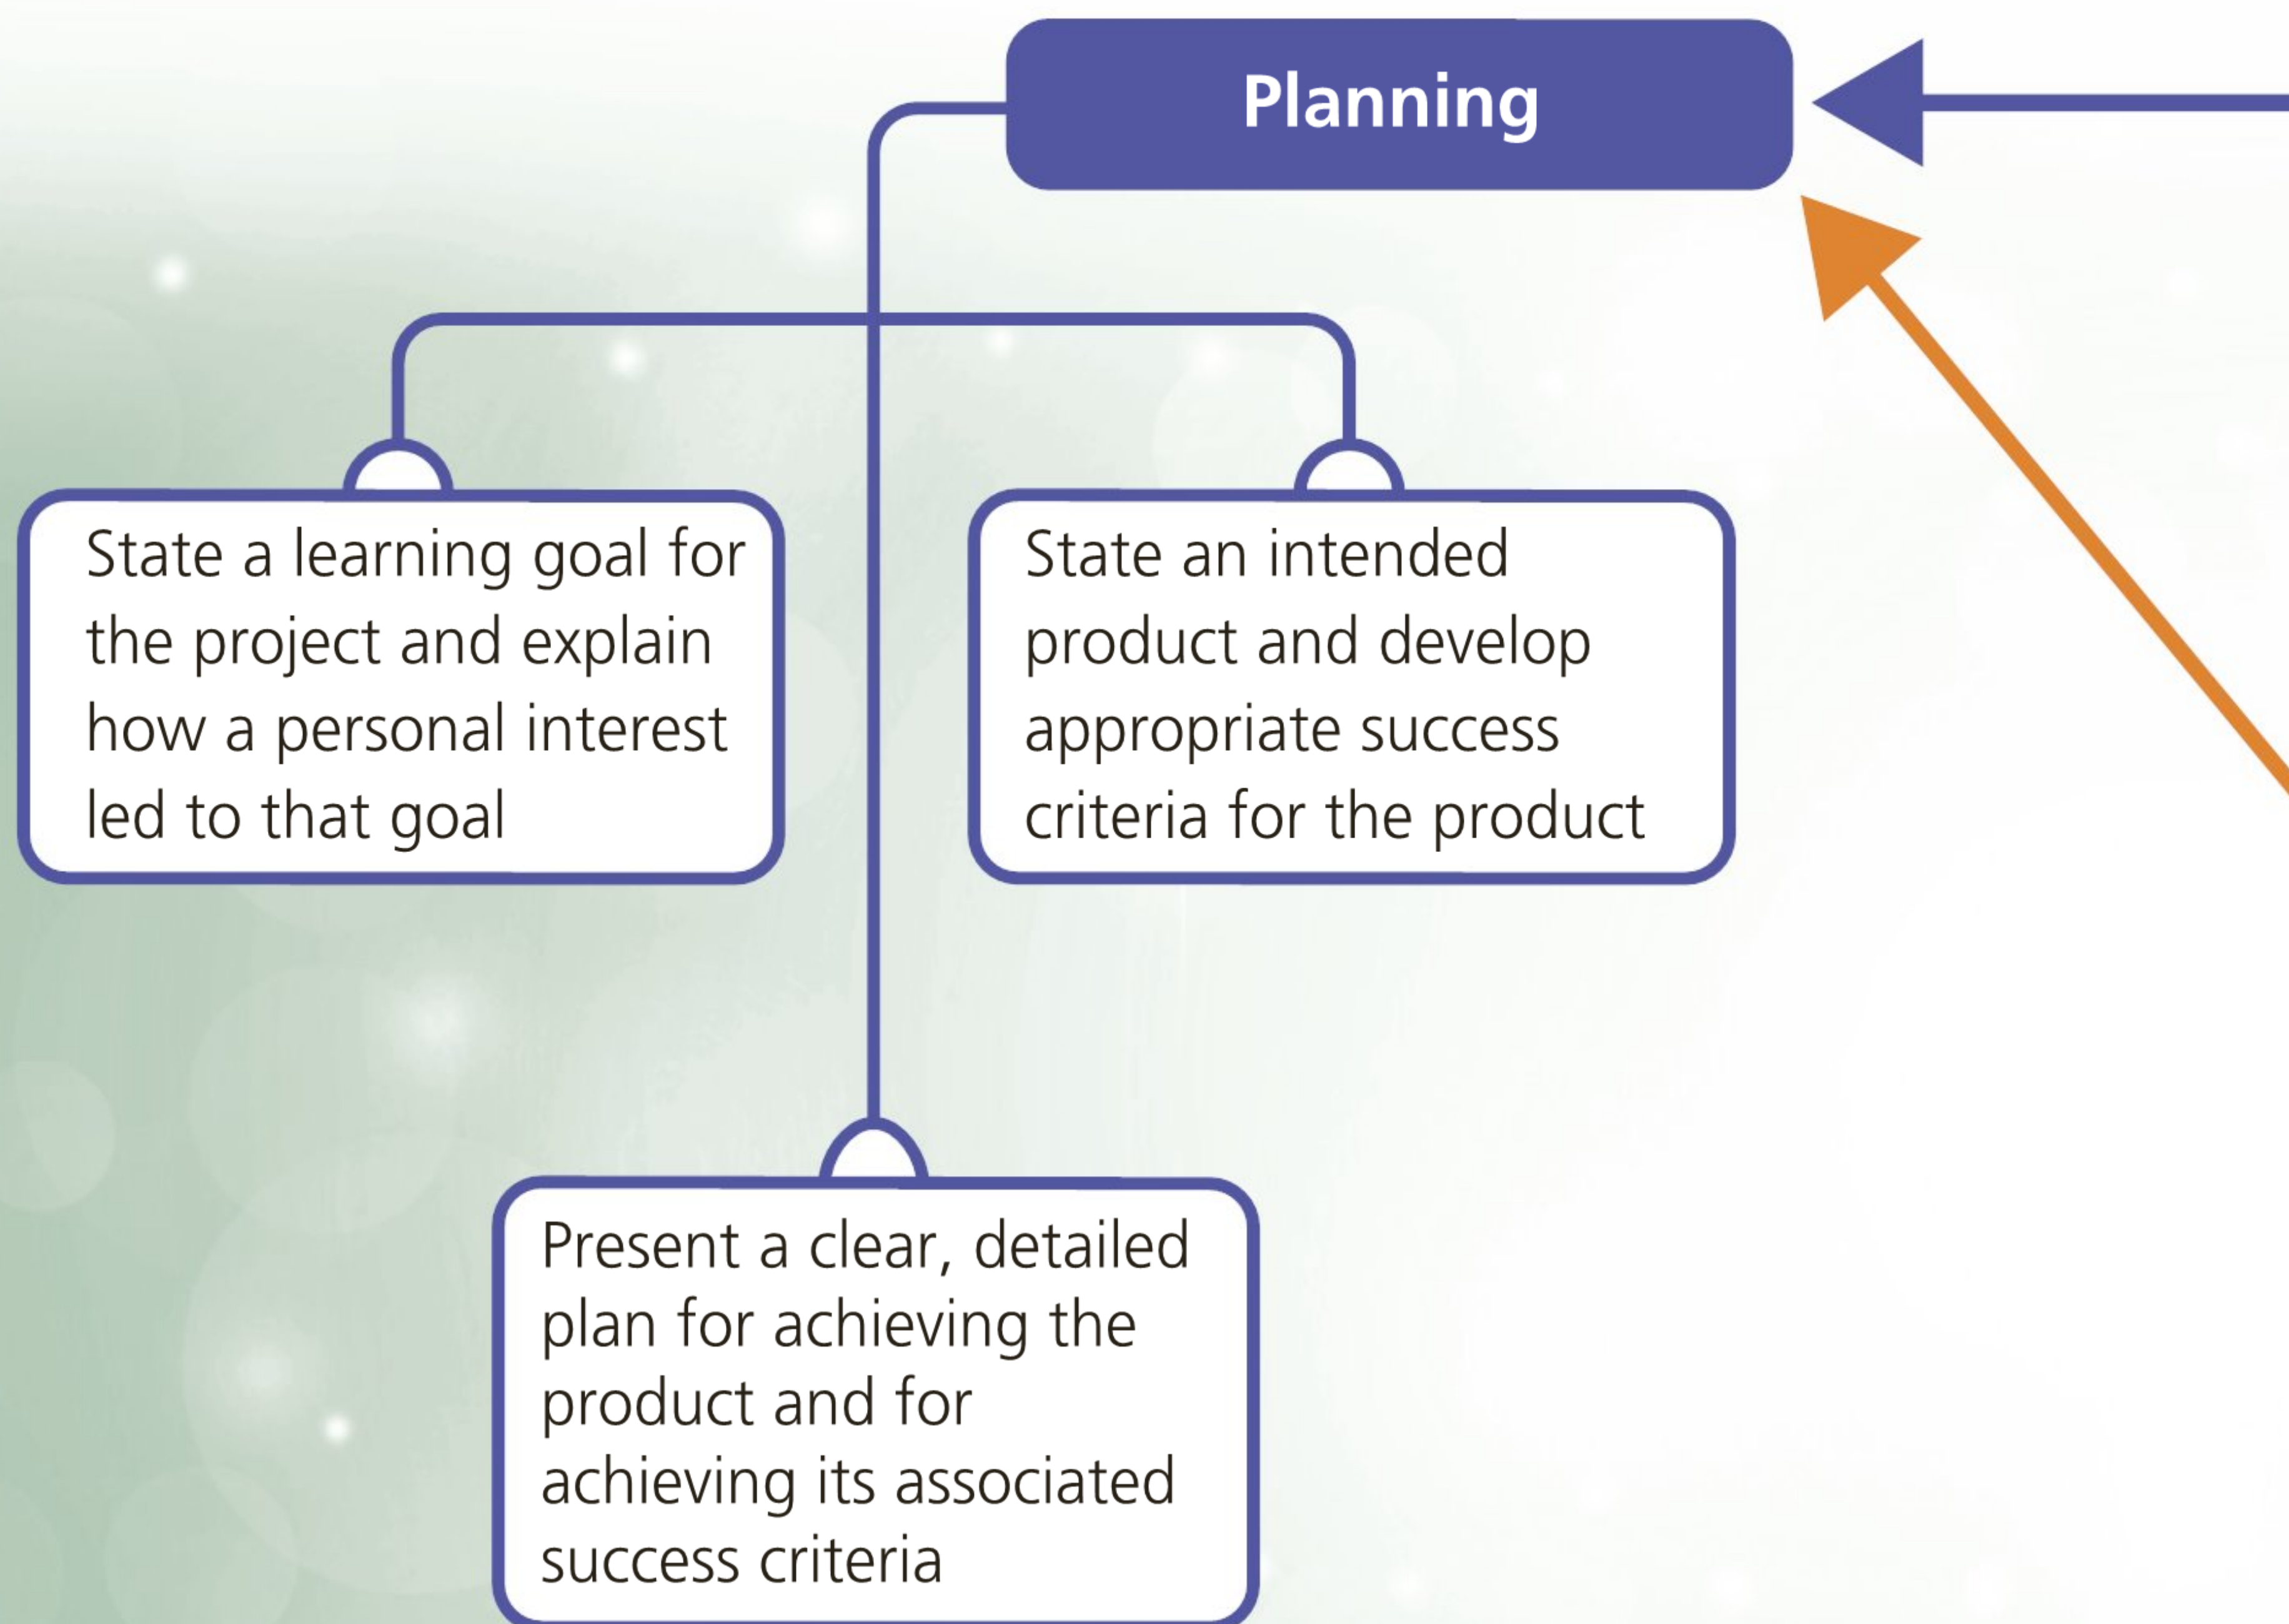 Planning
State a learning goal for
the project and explain
how a personal interest
led to that goal
State an intended
product and develop
appropriate success
criteria for the product
Present a clear, detailed
plan for achieving the
product and for
achieving its associated
success criteria